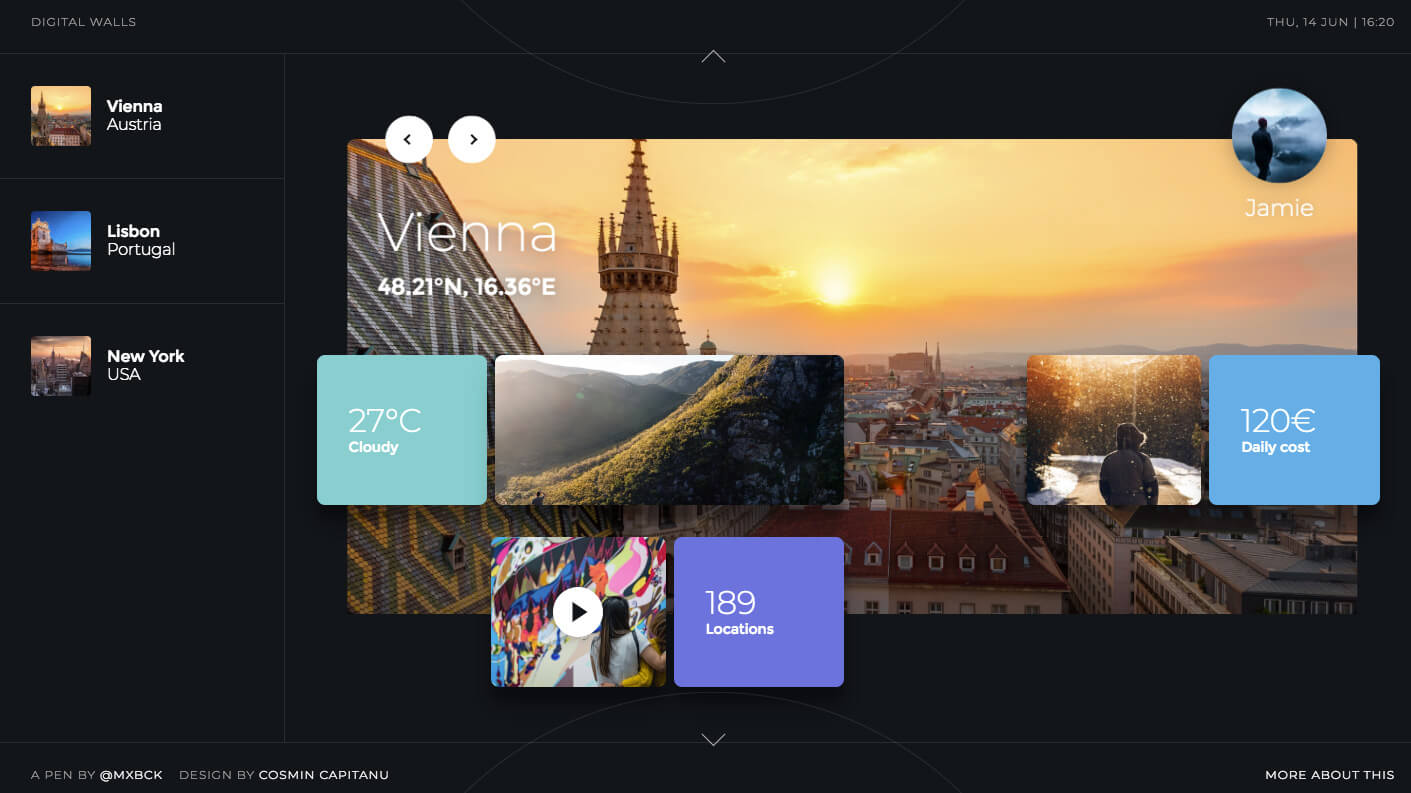 DIGITAL WALLS
THU, 14 JUN | 16:20
Vienna
Austria
Lisbon
Portugal
New York
USA
Jamie
Vienna
48.21°N, 16.36°E
27°C
Cloudy
120€
Daily cost
189
Locations
A PEN BY @MXBCK DESIGN BY COSMIN CAPITANU
MORE ABOUT THIS